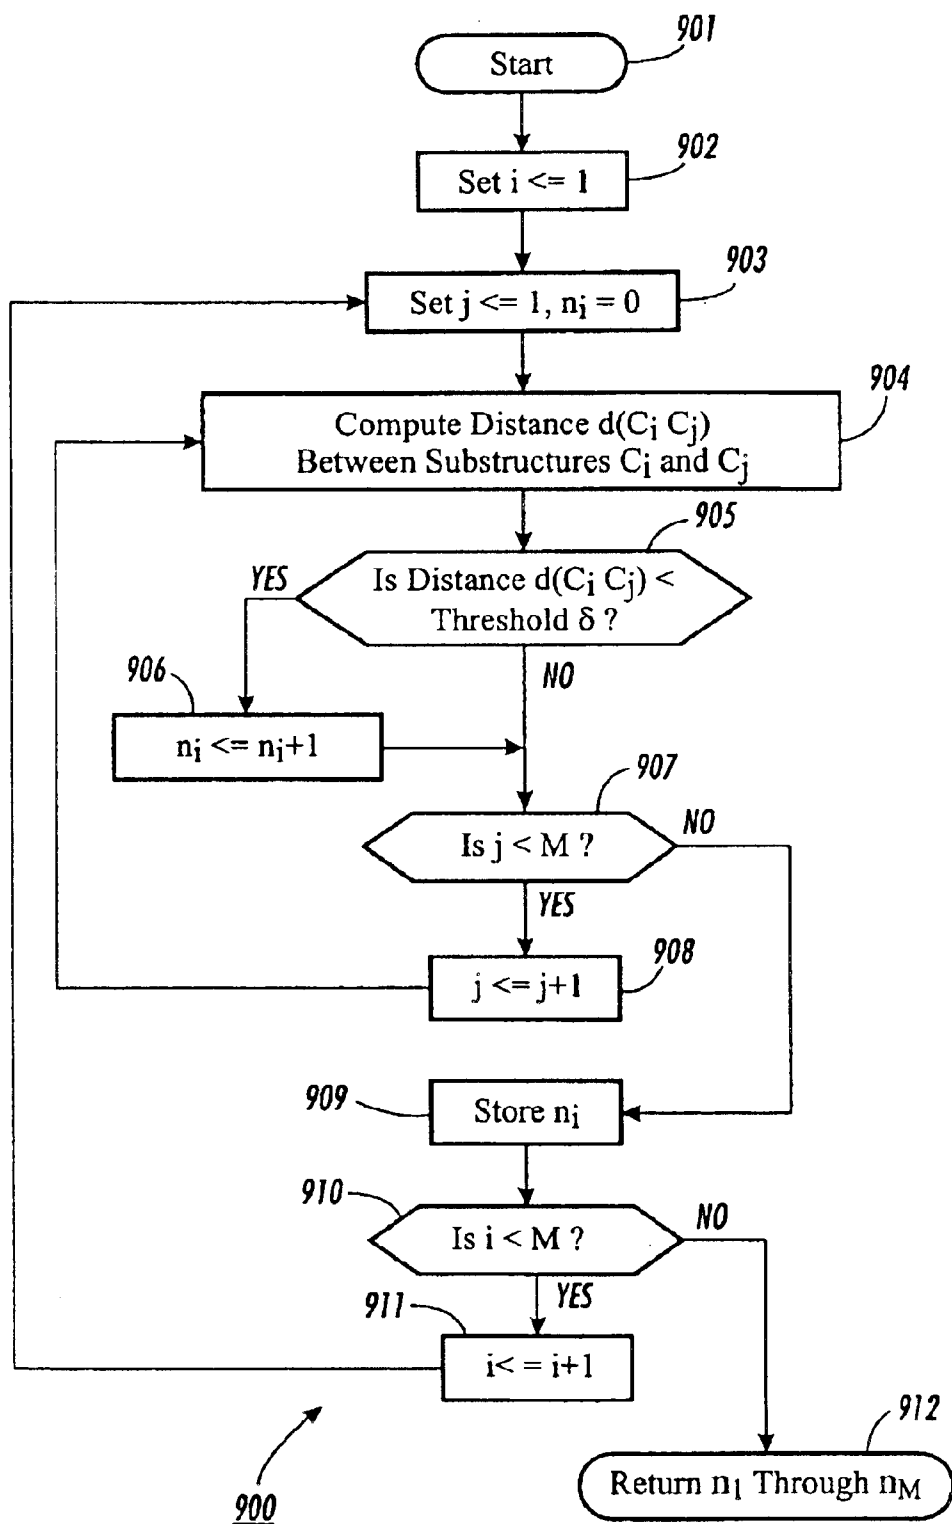 901
Start
902
Set i <= 1
903
Set j <= 1, ni = 0
904
Compute Distance d(Ci Cj)
Between Substructures Ci and Cj
905
YES
Is Distance d(Ci Cj) <
Threshold δ ?
NO
906
ni <= ni+1
907
Is j < M ?
NO
YES
908
j <= j+1
909
Store ni
910
Is i < M ?
NO
YES
911
i< = i+1
912
Return n1 Through nM
900